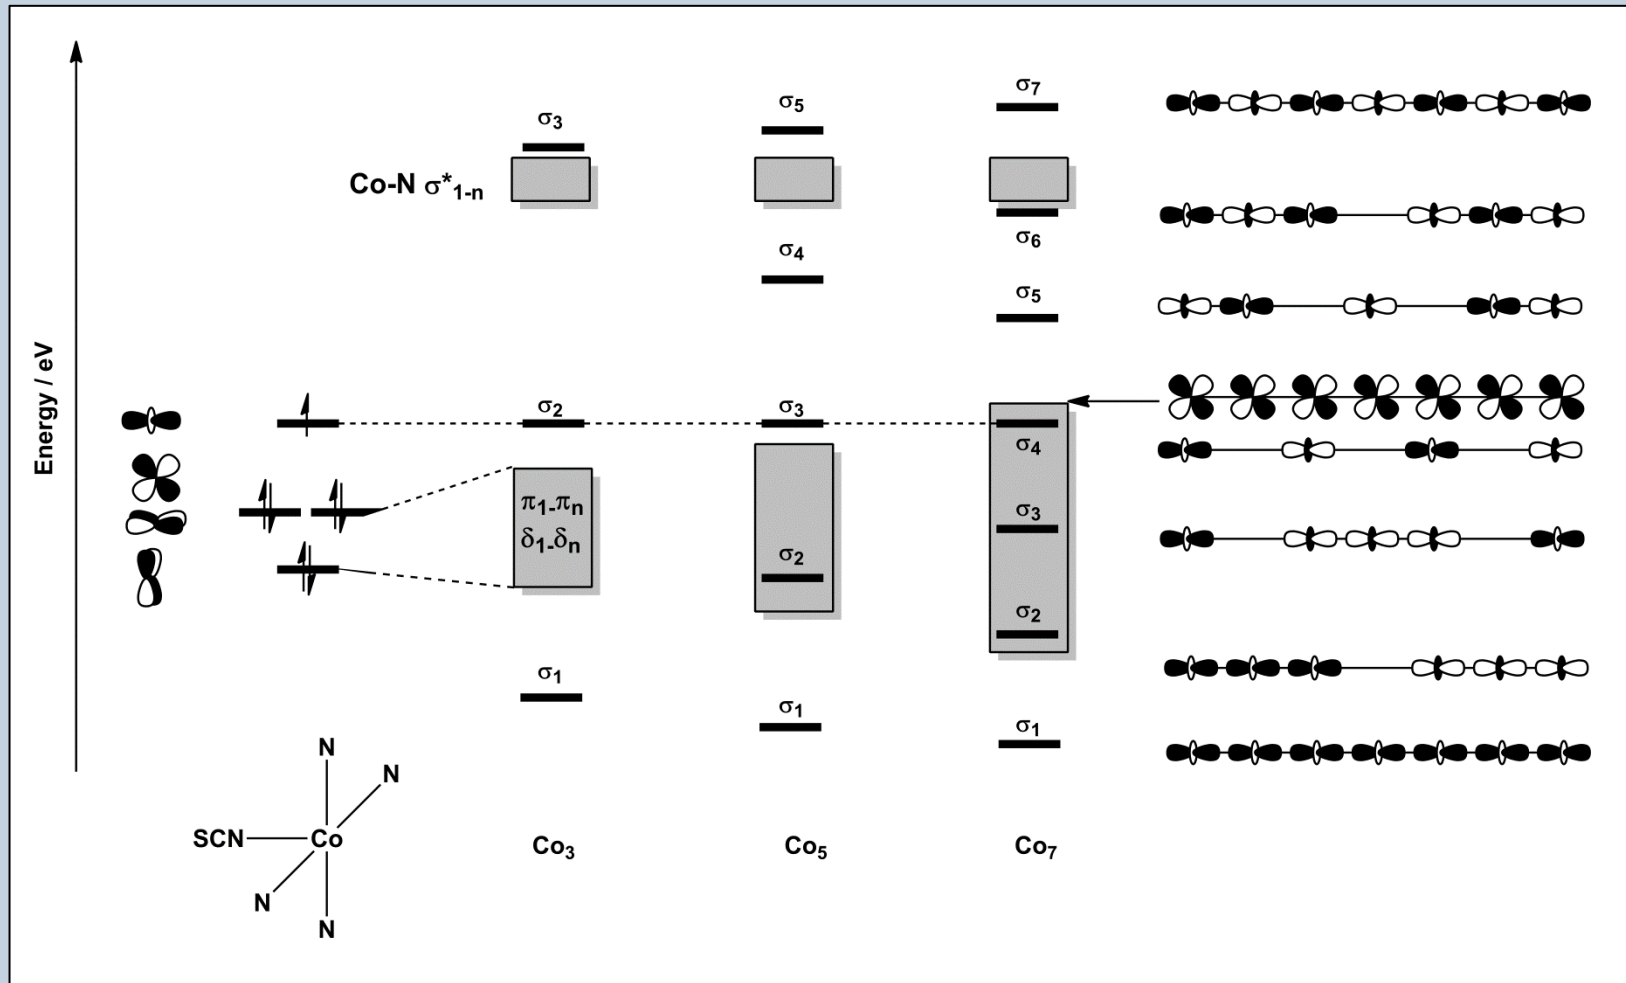 Energy / eV
Co-N σ*1-n
σ3
σ2
π1-πn
δ1-δn
σ1
σ5
σ4
σ3
σ2
σ1
σ7
σ6
σ5
σ4
σ3
σ2
σ1
N
N
SCN
Co
N
N
Co3
Co5
Co7